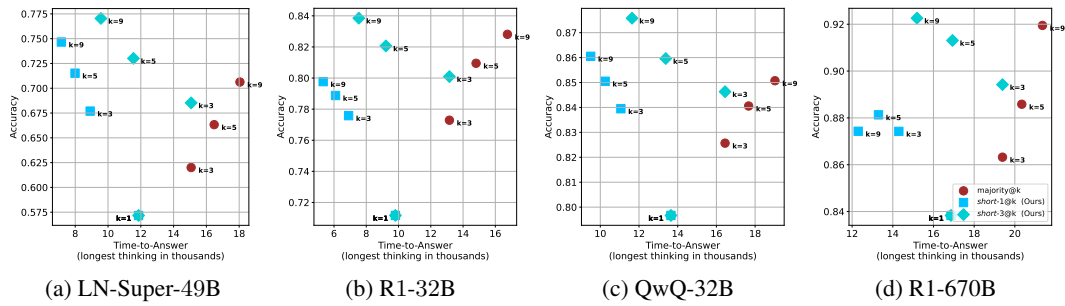 0.775
0.750
0.725
0.700
0.675
0.650
0.625
0.600
0.575
Accuracy
k=9
k=9
k=5
k=5
k=9
k=3
k=3
k=5
k=3
k=1
8 10 12 14 16 18
Time-to-Answer
(longest thinking in thousands)
(a) LN-Super-49B
0.84
0.82
0.80
0.78
0.76
0.74
0.72
Accuracy
k=9
k=9
k=5
k=5
k=9
k=3
k=5
k=3
k=3
k=1
6 8 10 12 14 16
Time-to-Answer
(longest thinking in thousands)
(b) R1-32B
0.88
0.87
0.86
0.85
0.84
0.83
0.82
0.81
0.80
Accuracy
k=9
k=9
k=5
k=5
k=9
k=3
k=3
k=5
k=3
k=1
10 12 14 16 18
Time-to-Answer
(longest thinking in thousands)
(c) QwQ-32B
0.92
0.90
0.88
0.86
0.84
Accuracy
k=9
k=9
k=5
k=3
k=5
k=5
k=9
k=3
k=3
k=1
majority@k
short-1@k (Ours)
short-3@k (Ours)
12 14 16 18 20
Time-to-Answer
(longest thinking in thousands)
(d) R1-670B